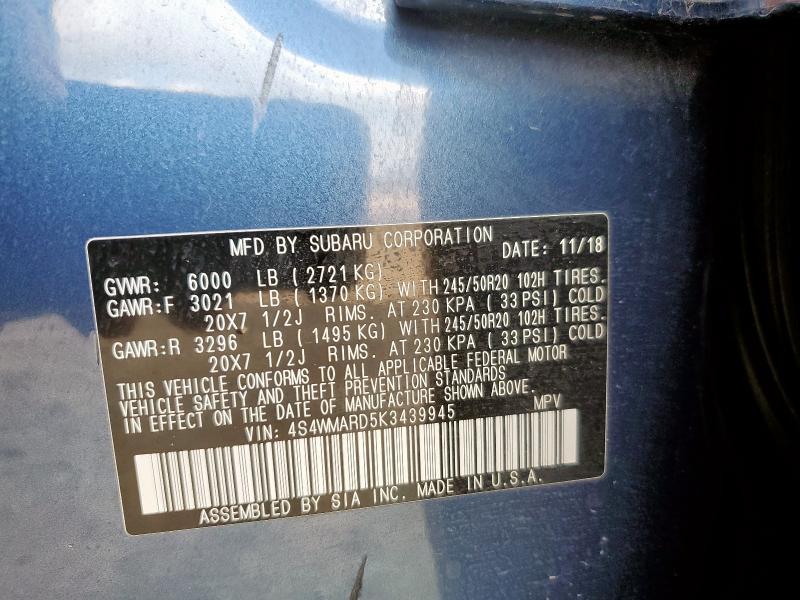 MFD BY SUBARU CORPORATION DATE: 11/18
GVWR: 6000 LB ( 2721 KG)
GAWR:F 3021 LB ( 1370 KG) WITH 245/50R20 102H TIRES.
20X7 1/2J RIMS. AT 230 KPA ( 33 PSI) COLD
GAWR:R 3296 LB ( 1495 KG) WITH 245/50R20 102H TIRES.
20X7 1/2J RIMS. AT 230 KPA ( 33 PSI) COLD
THIS VEHICLE CONFORMS TO ALL APPLICABLE FEDERAL MOTOR
VEHICLE SAFETY AND THEFT PREVENTION STANDARDS
IN EFFECT ON THE DATE OF MANUFACTURE SHOWN ABOVE.
VIN: 4S4WMARD5K3439945 MPV
ASSEMBLED BY SIA INC. MADE IN U.S.A.